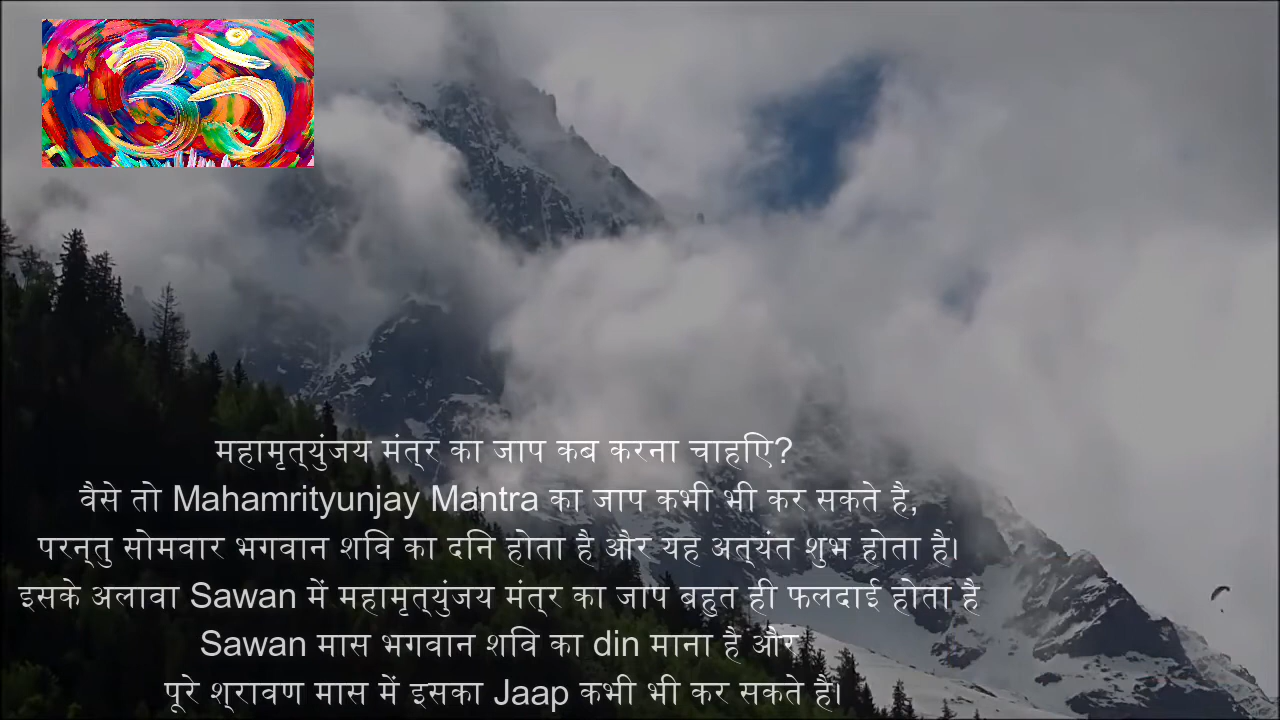 ॐ
महामृत्युंजय मंत्र का जाप कब करना चाहिए?
वैसे तो Mahamrityunjay Mantra का जाप कभी भी कर सकते है,
परन्तु सोमवार भगवान शिव का दिन होता है और यह अत्यंत शुभ होता है।
इसके अलावा Sawan में महामृत्युंजय मंत्र का जाप बहुत ही फलदाई होता है
Sawan मास भगवान शिव का din माना है और
पूरे श्रावण मास में इसका Jaap कभी भी कर सकते है।